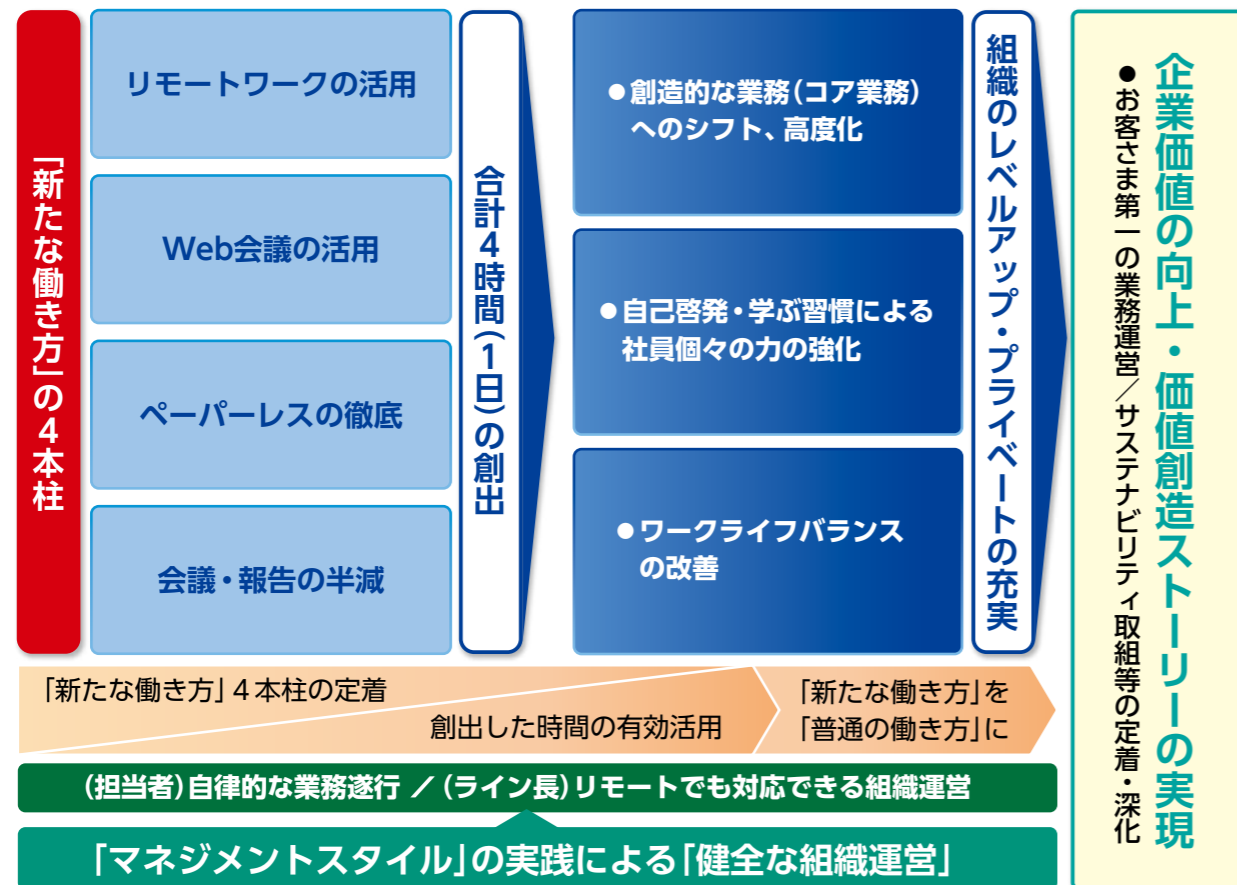 「新たな働き方」の4本柱
リモートワークの活用
Web会議の活用
ペーパーレスの徹底
会議・報告の半減
合計4時間(1日)の創出
●創造的な業務(コア業務)
へのシフト、高度化
●自己啓発・学ぶ習慣による
社員個々の力の強化
●ワークライフバランス
の改善
組織のレベルアップ・プライベートの充実
企業価値の向上・価値創造ストーリーの実現
●お客さま第一の業務運営/サステナビリティ取組等の定着・深化
「新たな働き方」4本柱の定着
創出した時間の有効活用
「新たな働き方」を
「普通の働き方」に
(担当者)自律的な業務遂行 /(ライン長)リモートでも対応できる組織運営
「マネジメントスタイル」の実践による「健全な組織運営」